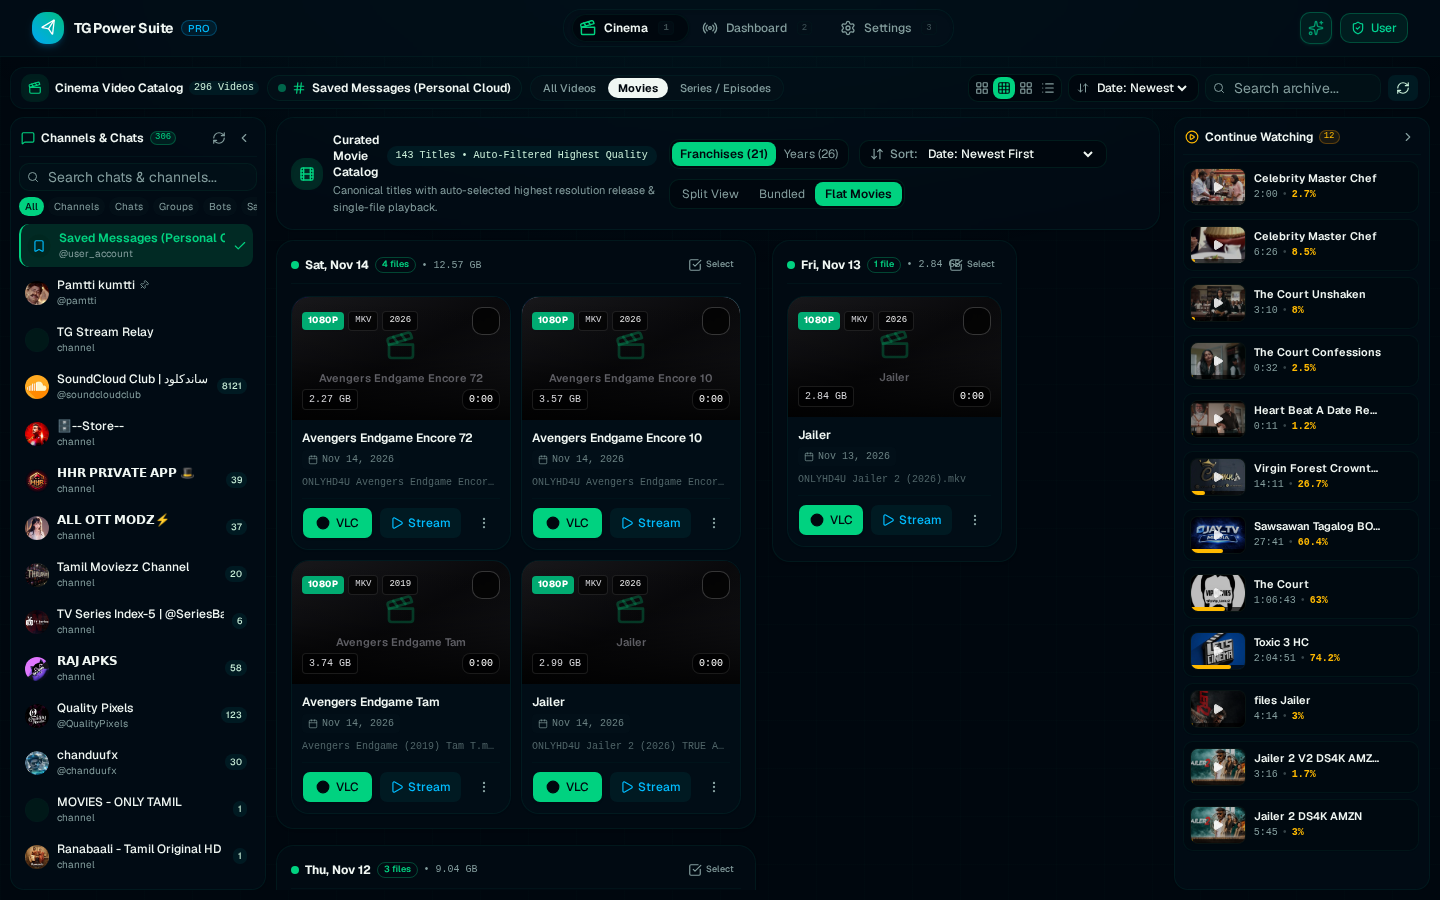 TG Power Suite PRO
Cinema 1
Dashboard 2
Settings 3
User
Cinema Video Catalog 296 Videos
# Saved Messages (Personal Cloud)
All Videos
Movies
Series / Episodes
Date: Newest
Search archive...
Channels & Chats 366
Search chats & channels...
All Channels Chats Groups Bots Sa
Saved Messages (Personal C
@user_account
Pamtti kumtti
@pamtti
TG Stream Relay
channel
SoundCloud Club | ساندکلود
@soundcloudclub
8121
🗄️--Store--
channel
HHR PRIVATE APP 🎩
channel
39
ALL OTT MODZ⚡
channel
37
Tamil Moviezz Channel
channel
20
TV Series Index-5 | @SeriesBa
channel
6
RAJ APKS
channel
58
Quality Pixels
@QualityPixels
123
chanduufx
@chanduufx
30
MOVIES - ONLY TAMIL
channel
1
Ranabaali - Tamil Original HD
channel
1
Curated
Movie
Catalog
143 Titles • Auto-Filtered Highest Quality
Canonical titles with auto-selected highest resolution release &
single-file playback.
Franchises (21)
Years (26)
Sort: Date: Newest First
Split View
Bundled
Flat Movies
Sat, Nov 14 4 files • 12.57 GB
Select
1080P MKV 2026
Avengers Endgame Encore 72
2.27 GB 0:00
Avengers Endgame Encore 72
Nov 14, 2026
ONLYHD4U Avengers Endgame Encor…
VLC Stream
1080P MKV 2026
Avengers Endgame Encore 10
3.57 GB 0:00
Avengers Endgame Encore 10
Nov 14, 2026
ONLYHD4U Avengers Endgame Encor…
VLC Stream
1080P MKV 2019
Avengers Endgame Tam
3.74 GB 0:00
Avengers Endgame Tam
Nov 14, 2026
Avengers Endgame (2019) Tam T.m…
VLC Stream
1080P MKV 2026
Jailer
2.99 GB 0:00
Jailer
Nov 14, 2026
ONLYHD4U Jailer 2 (2026) TRUE A…
VLC Stream
Fri, Nov 13 1 file • 2.84 GB
Select
1080P MKV 2026
Jailer
2.84 GB 0:00
Jailer
Nov 13, 2026
ONLYHD4U Jailer 2 (2026).mkv
VLC Stream
Thu, Nov 12 3 files • 9.04 GB
Select
Continue Watching 12
Celebrity Master Chef
2:00 • 2.7%
Celebrity Master Chef
6:26 • 8.5%
The Court Unshaken
3:10 • 8%
The Court Confessions
0:32 • 2.5%
Heart Beat A Date Re…
0:11 • 1.2%
Virgin Forest Crownt…
14:11 • 26.7%
Sawsawan Tagalog BO…
27:41 • 60.4%
The Court
1:06:43 • 63%
Toxic 3 HC
2:04:51 • 74.2%
files Jailer
4:14 • 3%
Jailer 2 V2 DS4K AMZ…
3:16 • 1.7%
Jailer 2 DS4K AMZN
5:45 • 3%